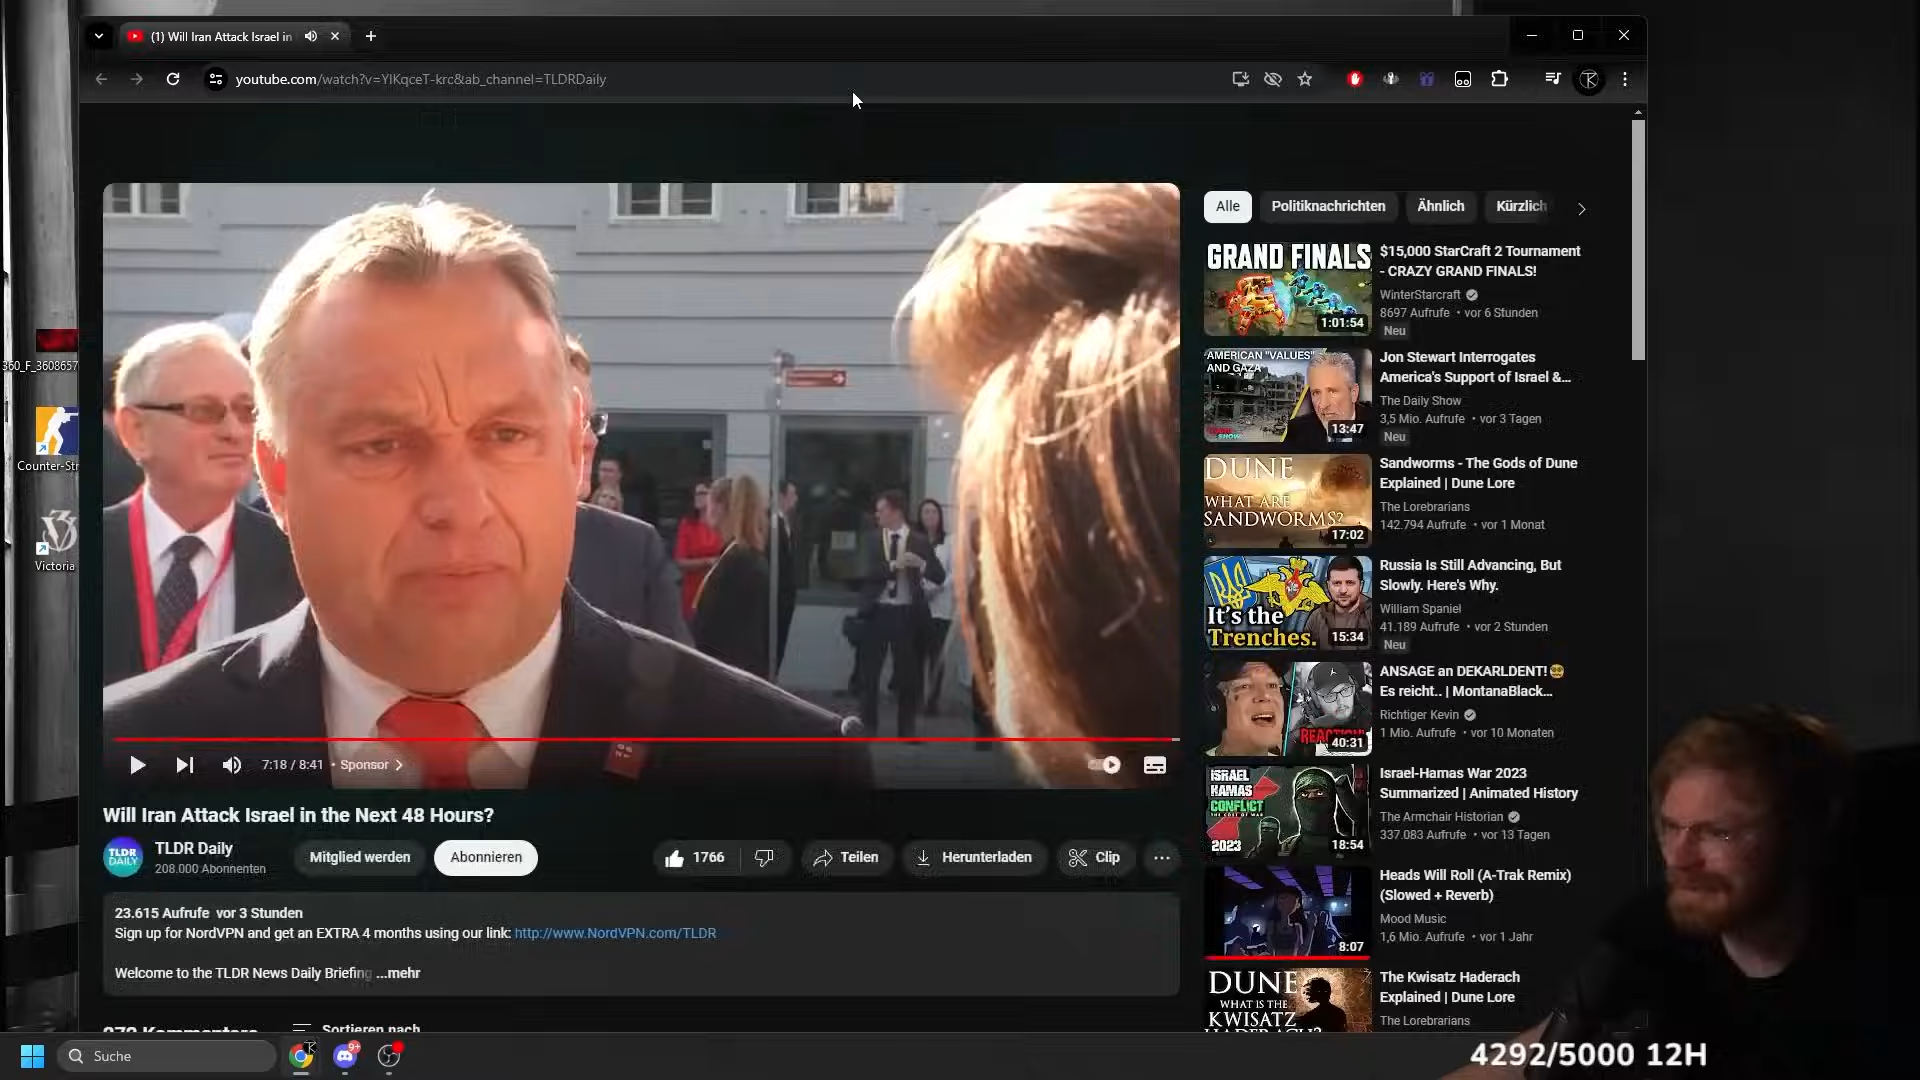 (1) Will Iran Attack Israel in
youtube.com/watch?v=YlKqceT-krc&ab_channel=TLDRDaily
360_F_3608657
Counter-Str
Victoria
7:18 / 8:41 • Sponsor
Will Iran Attack Israel in the Next 48 Hours?
TLDR DAILY
TLDR Daily
208.000 Abonnenten
Mitglied werden
Abonnieren
1766
Teilen
Herunterladen
Clip
23.615 Aufrufe vor 3 Stunden
Sign up for NordVPN and get an EXTRA 4 months using our link: http://www.NordVPN.com/TLDR
Welcome to the TLDR News Daily Briefing ...mehr
Kommentare
Sortieren nach
Alle
Politiknachrichten
Ähnlich
Kürzlich
GRAND FINALS
1:01:54
$15,000 StarCraft 2 Tournament
- CRAZY GRAND FINALS!
WinterStarcraft
8697 Aufrufe • vor 6 Stunden
Neu
AMERICAN "VALUES"
AND GAZA
13:47
Jon Stewart Interrogates
America's Support of Israel &...
The Daily Show
3,5 Mio. Aufrufe • vor 3 Tagen
Neu
DUNE
WHAT ARE
SANDWORMS?
17:02
Sandworms - The Gods of Dune
Explained | Dune Lore
The Lorebrarians
142.794 Aufrufe • vor 1 Monat
It's the
Trenches.
15:34
Russia Is Still Advancing, But
Slowly. Here's Why.
William Spaniel
41.189 Aufrufe • vor 2 Stunden
Neu
REACTION
40:31
ANSAGE an DEKARLDENT!
Es reicht.. | MontanaBlack...
Richtiger Kevin
1 Mio. Aufrufe • vor 10 Monaten
ISRAEL
HAMAS
CONFLICT
THE COST OF WAR
2023
18:54
Israel-Hamas War 2023
Summarized | Animated History
The Armchair Historian
337.083 Aufrufe • vor 13 Tagen
8:07
Heads Will Roll (A-Trak Remix)
(Slowed + Reverb)
Mood Music
1,6 Mio. Aufrufe • vor 1 Jahr
DUNE
WHAT IS THE
KWISATZ
HADERACH?
The Kwisatz Haderach
Explained | Dune Lore
The Lorebrarians
Suche
9+
4292/5000 12H